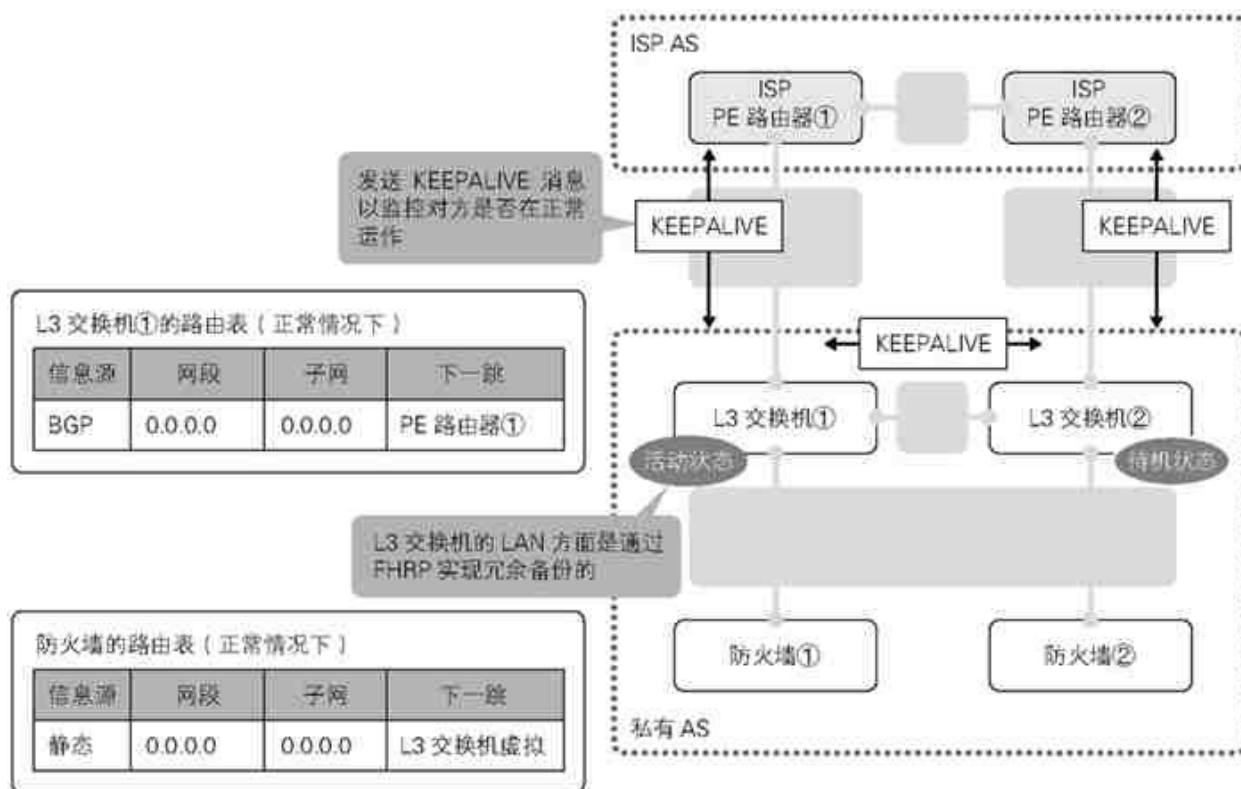 ISP AS
ISP
PE 路由器①
ISP
PE 路由器②
发送 KEEPALIVE 消息
以监控对方是否在正常
运作
KEEPALIVE
KEEPALIVE
KEEPALIVE
L3 交换机①的路由表（正常情况下）
信息源 网段 子网 下一跳
BGP 0.0.0.0 0.0.0.0 PE 路由器①
L3 交换机①
L3 交换机②
活动状态
待机状态
L3 交换机的 LAN 方面是通过
FHRP 实现冗余备份的
防火墙的路由表（正常情况下）
信息源 网段 子网 下一跳
静态 0.0.0.0 0.0.0.0 L3 交换机虚拟
防火墙①
防火墙②
私有 AS